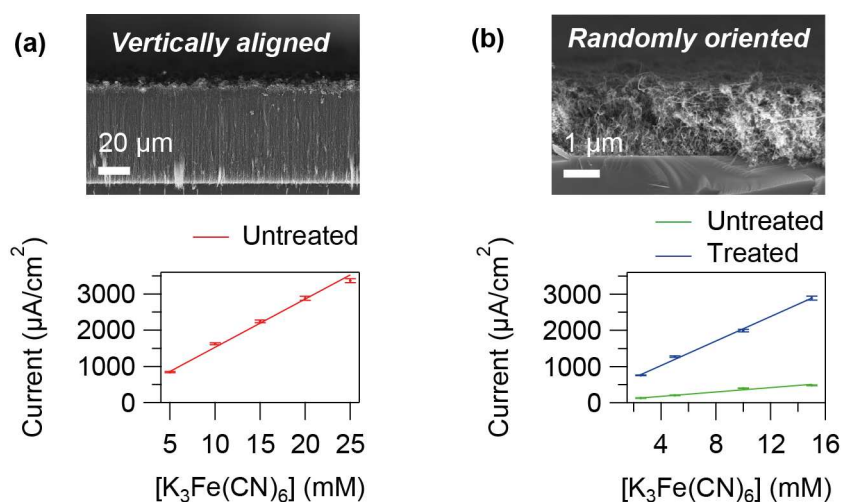 (a)
Vertically aligned
20 µm
Untreated
Current (µA/cm²)
3000
2000
1000
0
5 10 15 20 25
[K₃Fe(CN)₆] (mM)
(b)
Randomly oriented
1 µm
Untreated
Treated
Current (µA/cm²)
3000
2000
1000
0
4 8 12 16
[K₃Fe(CN)₆] (mM)